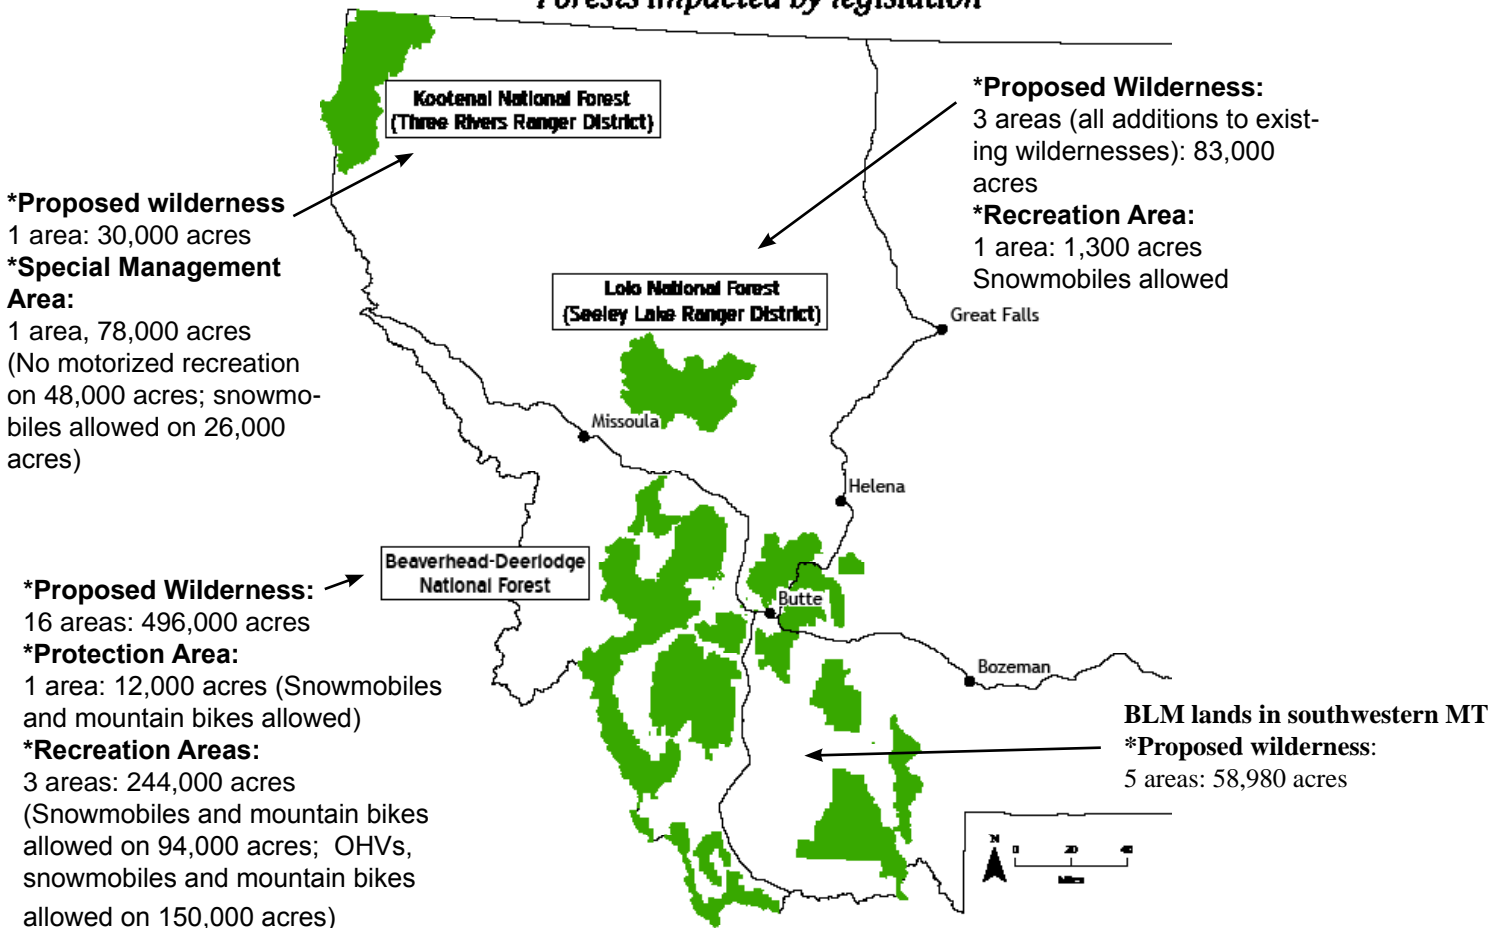 Forests impacted by legislation
Kootenai National Forest
(Three Rivers Ranger District)
*Proposed Wilderness:
3 areas (all additions to exist-
ing wildernesses): 83,000
acres
*Recreation Area:
1 area: 1,300 acres
Snowmobiles allowed
*Proposed wilderness
1 area: 30,000 acres
*Special Management
Area:
1 area, 78,000 acres
(No motorized recreation
on 48,000 acres; snowmo-
biles allowed on 26,000
acres)
Lolo National Forest
(Seeley Lake Ranger District)
Great Falls
Missoula
Helena
Beaverhead-Deerlodge
National Forest
Butte
Bozeman
*Proposed Wilderness:
16 areas: 496,000 acres
*Protection Area:
1 area: 12,000 acres (Snowmobiles
and mountain bikes allowed)
*Recreation Areas:
3 areas: 244,000 acres
(Snowmobiles and mountain bikes
allowed on 94,000 acres;  OHVs,
snowmobiles and mountain bikes
allowed on 150,000 acres)
BLM lands in southwestern MT
*Proposed wilderness:
5 areas: 58,980 acres
N
0 20 40
Miles